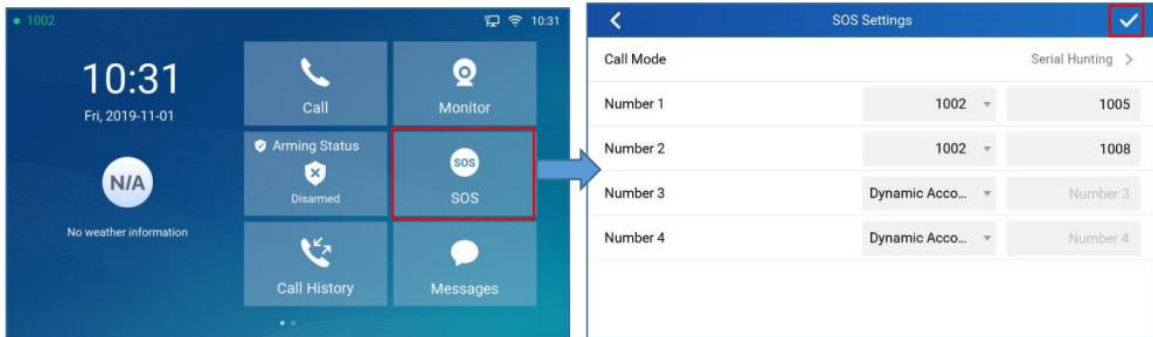 1002 10:31
10:31
Fri, 2019-11-01
N/A
No weather information
Call
Monitor
Arming Status
Disarmed
SOS
SOS
Call History
Messages
SOS Settings
Call Mode Serial Hunting >
Number 1 1002 1005
Number 2 1002 1008
Number 3 Dynamic Acco... Number 3
Number 4 Dynamic Acco... Number 4